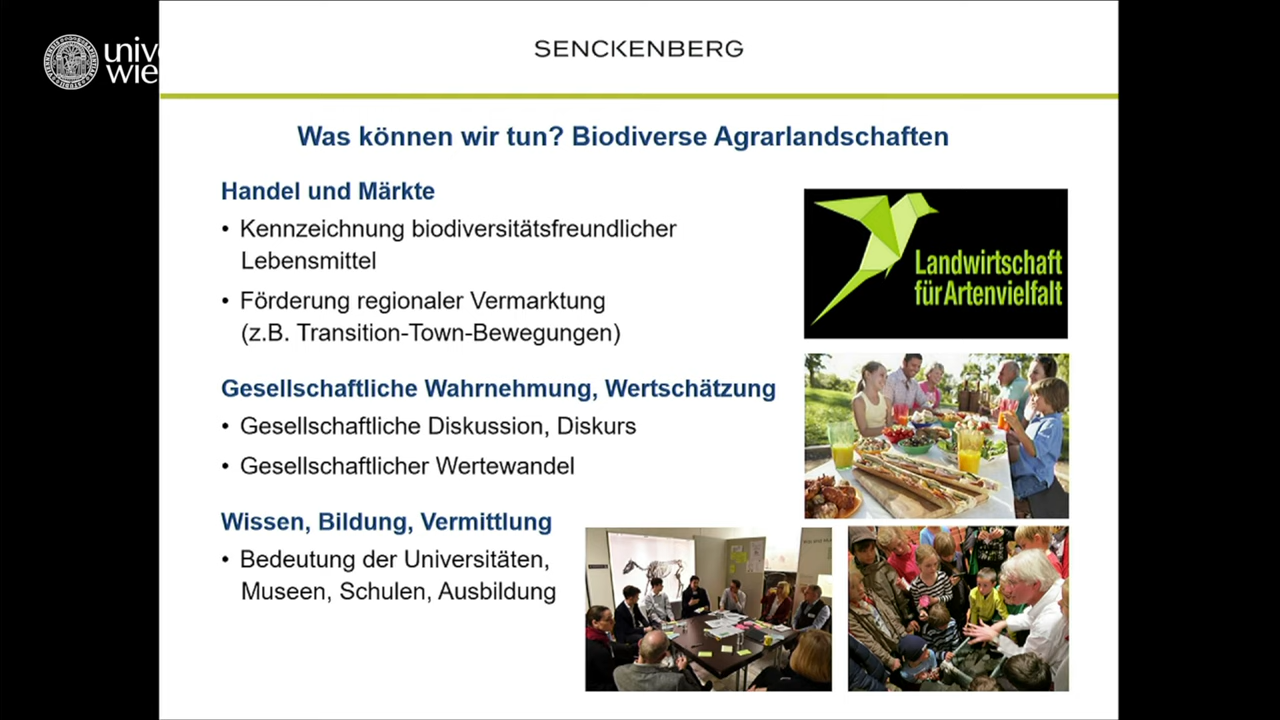 univ
wie
SENCKENBERG
Was können wir tun? Biodiverse Agrarlandschaften
Handel und Märkte
• Kennzeichnung biodiversitätsfreundlicher
Lebensmittel
• Förderung regionaler Vermarktung
(z.B. Transition-Town-Bewegungen)
Gesellschaftliche Wahrnehmung, Wertschätzung
• Gesellschaftliche Diskussion, Diskurs
• Gesellschaftlicher Wertewandel
Wissen, Bildung, Vermittlung
• Bedeutung der Universitäten,
Museen, Schulen, Ausbildung
Landwirtschaft
für Artenvielfalt